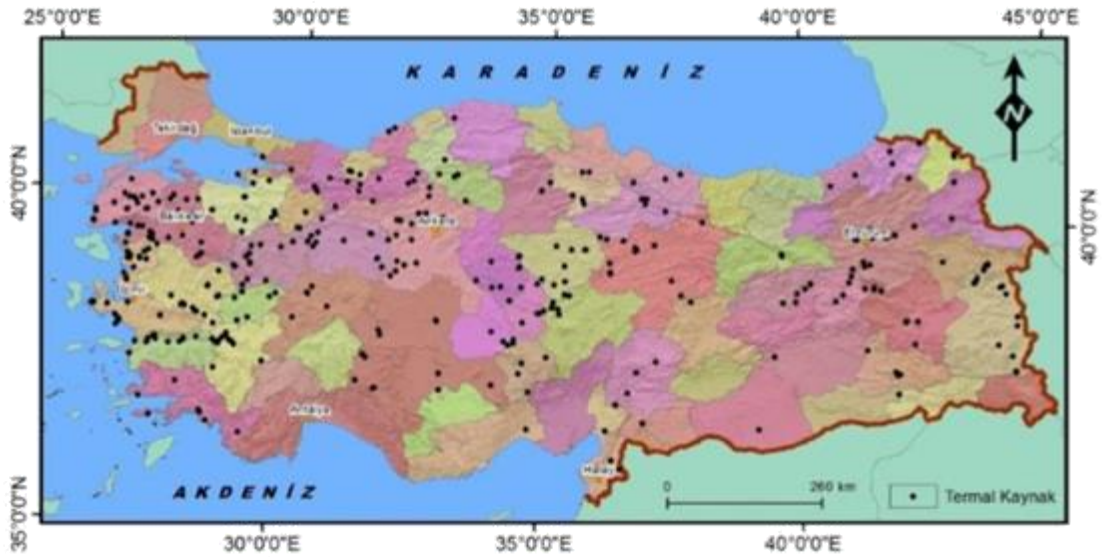 25°0'0"E 30°0'0"E 35°0'0"E 40°0'0"E 45°0'0"E
KARADENİZ
N
Tekirdağ İstanbul
40°0'0"N
40°0'0"N
Balıkesir
Ankara
Erzurum
İzmir
Antalya
Hatay
AKDENİZ
0 260 km
Termal Kaynak
35°0'0"N
30°0'0"E 35°0'0"E 40°0'0"E